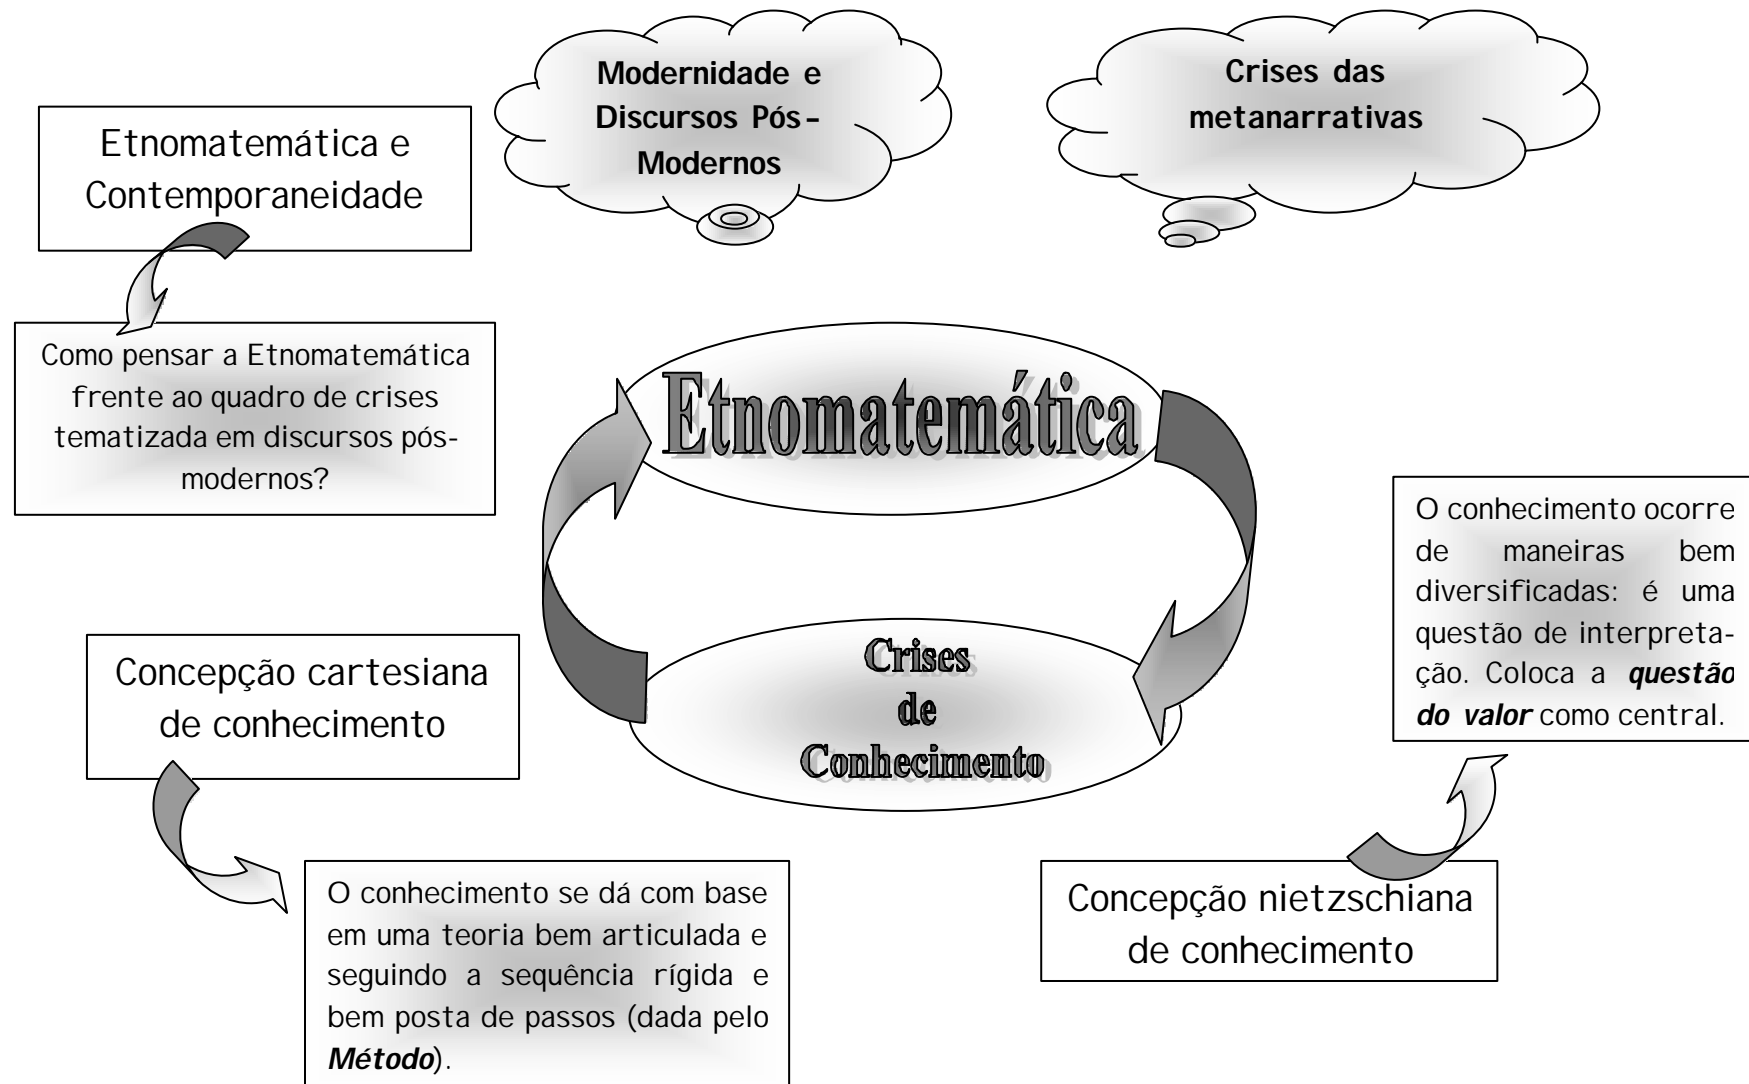 Modernidade e
Discursos Pós-
Modernos
Crises das
metanarrativas
Etnomatemática e
Contemporaneidade
Como pensar a Etnomatemática
frente ao quadro de crises
tematizada em discursos pós-
modernos?
Etnomatemática
Crises
de
Conhecimento
O conhecimento ocorre
de maneiras bem
diversificadas: é uma
questão de interpreta-
ção. Coloca a questão
do valor como central.
Concepção cartesiana
de conhecimento
O conhecimento se dá com base
em uma teoria bem articulada e
seguindo a sequência rígida e
bem posta de passos (dada pelo
Método).
Concepção nietzschiana
de conhecimento